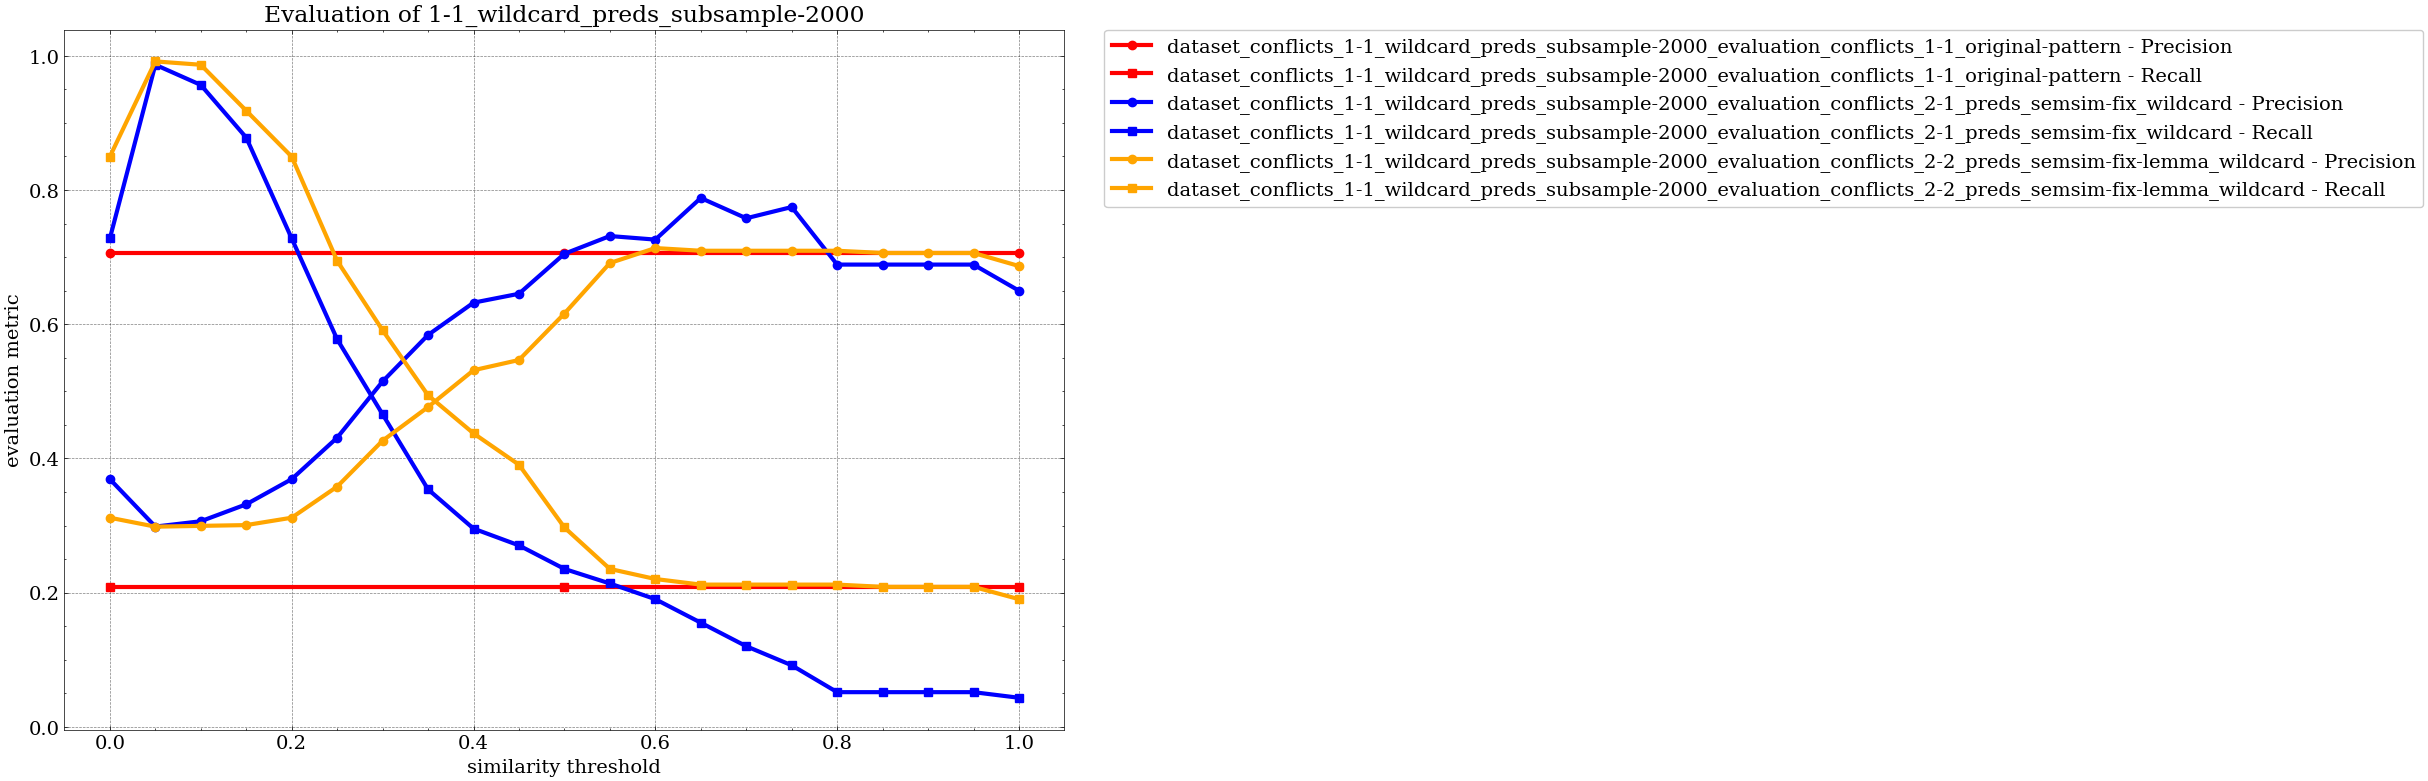 Evaluation of 1-1_wildcard_preds_subsample-2000
1.0
0.8
0.6
0.4
0.2
0.0
evaluation metric
0.0 0.2 0.4 0.6 0.8 1.0
similarity threshold
dataset_conflicts_1-1_wildcard_preds_subsample-2000_evaluation_conflicts_1-1_original-pattern - Precision
dataset_conflicts_1-1_wildcard_preds_subsample-2000_evaluation_conflicts_1-1_original-pattern - Recall
dataset_conflicts_1-1_wildcard_preds_subsample-2000_evaluation_conflicts_2-1_preds_semsim-fix_wildcard - Precision
dataset_conflicts_1-1_wildcard_preds_subsample-2000_evaluation_conflicts_2-1_preds_semsim-fix_wildcard - Recall
dataset_conflicts_1-1_wildcard_preds_subsample-2000_evaluation_conflicts_2-2_preds_semsim-fix-lemma_wildcard - Precision
dataset_conflicts_1-1_wildcard_preds_subsample-2000_evaluation_conflicts_2-2_preds_semsim-fix-lemma_wildcard - Recall